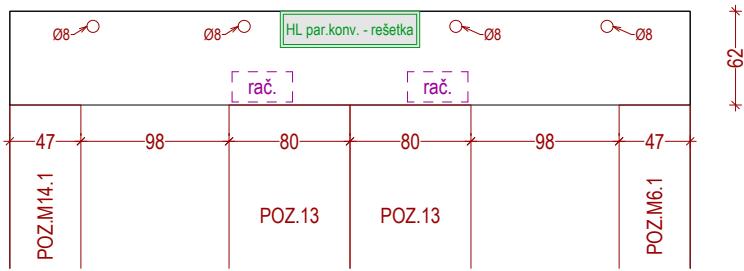 Ø8
Ø8
HL par.konv. - rešetka
Ø8
Ø8
62
rač.
rač.
47
98
80
80
98
47
POZ.M14.1
POZ.13
POZ.13
POZ.M6.1